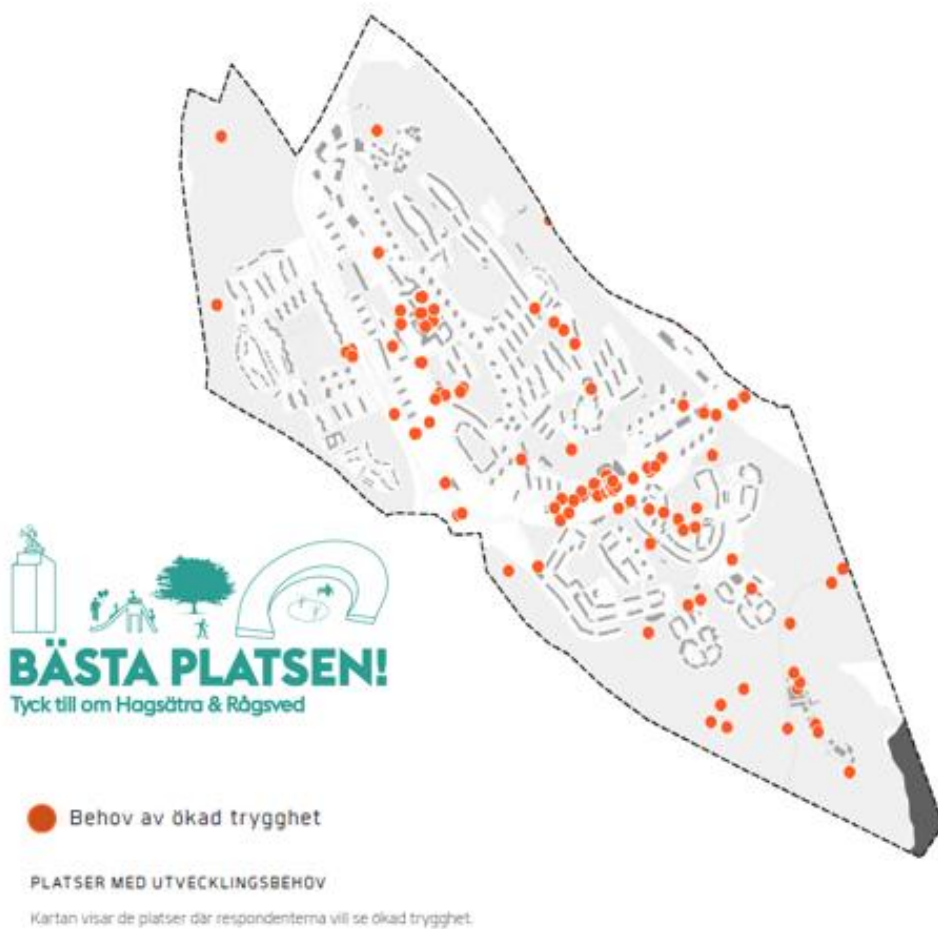 BÄSTA PLATSEN!
Tyck till om Hagsätra & Rågsved
Behov av ökad trygghet
PLATSER MED UTVECKLINGSBEHOV
Kartan visar de platser där respondenterna vill se ökad trygghet.